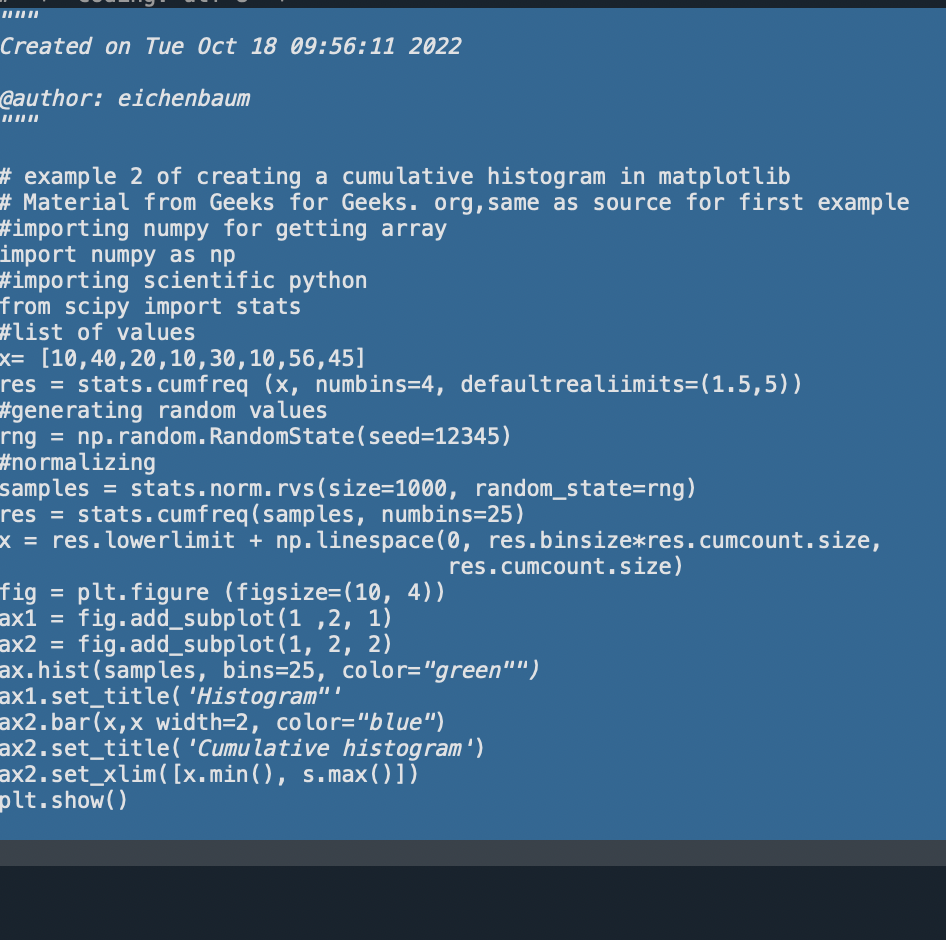 """
Created on Tue Oct 18 09:56:11 2022
@author: eichenbaum
"""
# example 2 of creating a cumulative histogram in matplotlib
# Material from Geeks for Geeks. org,same as source for first example
#importing numpy for getting array
import numpy as np
#importing scientific python
from scipy import stats
#list of values
x= [10,40,20,10,30,10,56,45]
res = stats.cumfreq (x, numbins=4, defaultrealiimits=(1.5,5))
#generating random values
rng = np.random.RandomState(seed=12345)
#normalizing
samples = stats.norm.rvs(size=1000, random_state=rng)
res = stats.cumfreq(samples, numbins=25)
x = res.lowerlimit + np.linespace(0, res.binsize*res.cumcount.size,
res.cumcount.size)
fig = plt.figure (figsize=(10, 4))
ax1 = fig.add_subplot(1 ,2, 1)
ax2 = fig.add_subplot(1, 2, 2)
ax.hist(samples, bins=25, color="green"")
ax1.set_title('Histogram"'
ax2.bar(x,x width=2, color="blue")
ax2.set_title('Cumulative histogram')
ax2.set_xlim([x.min(), s.max()])
plt.show()